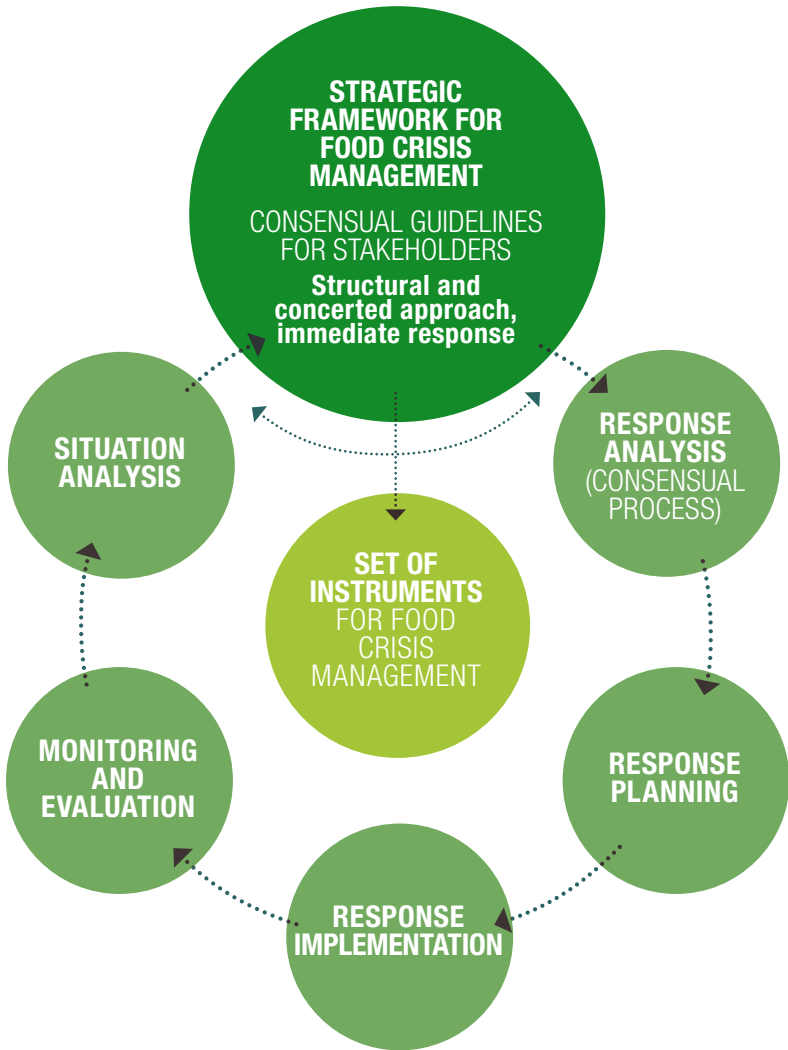 STRATEGIC
FRAMEWORK FOR
FOOD CRISIS
MANAGEMENT
CONSENSUAL GUIDELINES
FOR STAKEHOLDERS
Structural and
concerted approach,
immediate response
SITUATION
ANALYSIS
RESPONSE
ANALYSIS
(CONSENSUAL
PROCESS)
SET OF
INSTRUMENTS
FOR FOOD
CRISIS
MANAGEMENT
MONITORING
AND
EVALUATION
RESPONSE
PLANNING
RESPONSE
IMPLEMENTATION